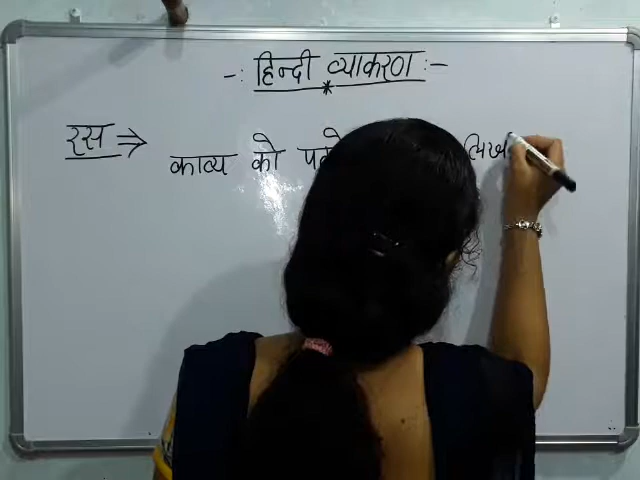 -: हिन्दी व्याकरण :-
रस ⇒ काव्य को